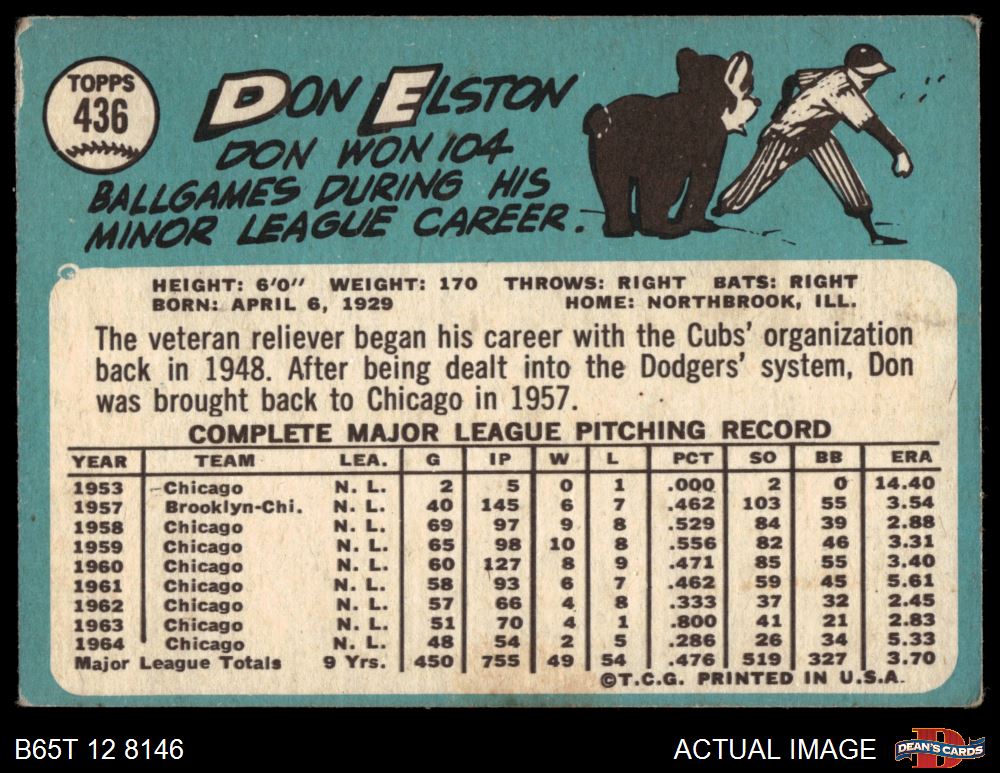 TOPPS
436
DON ELSTON
DON WON 104
BALLGAMES DURING HIS
MINOR LEAGUE CAREER.
HEIGHT: 6'0" WEIGHT: 170 THROWS: RIGHT BATS: RIGHT
BORN: APRIL 6, 1929 HOME: NORTHBROOK, ILL.
The veteran reliever began his career with the Cubs' organization
back in 1948. After being dealt into the Dodgers' system, Don
was brought back to Chicago in 1957.
COMPLETE MAJOR LEAGUE PITCHING RECORD
YEAR TEAM LEA. G IP W L PCT SO BB ERA
1953 Chicago N. L. 2 5 0 1 .000 2 0 14.40
1957 Brooklyn-Chi. N. L. 40 145 6 7 .462 103 55 3.54
1958 Chicago N. L. 69 97 9 8 .529 84 39 2.88
1959 Chicago N. L. 65 98 10 8 .556 82 46 3.31
1960 Chicago N. L. 60 127 8 9 .471 85 55 3.40
1961 Chicago N. L. 58 93 6 7 .462 59 45 5.61
1962 Chicago N. L. 57 66 4 8 .333 37 32 2.45
1963 Chicago N. L. 51 70 4 1 .800 41 21 2.83
1964 Chicago N. L. 48 54 2 5 .286 26 34 5.33
Major League Totals 9 Yrs. 450 755 49 54 .476 519 327 3.70
©T.C.G. PRINTED IN U.S.A.
B65T 12 8146 ACTUAL IMAGE DEAN'S CARDS